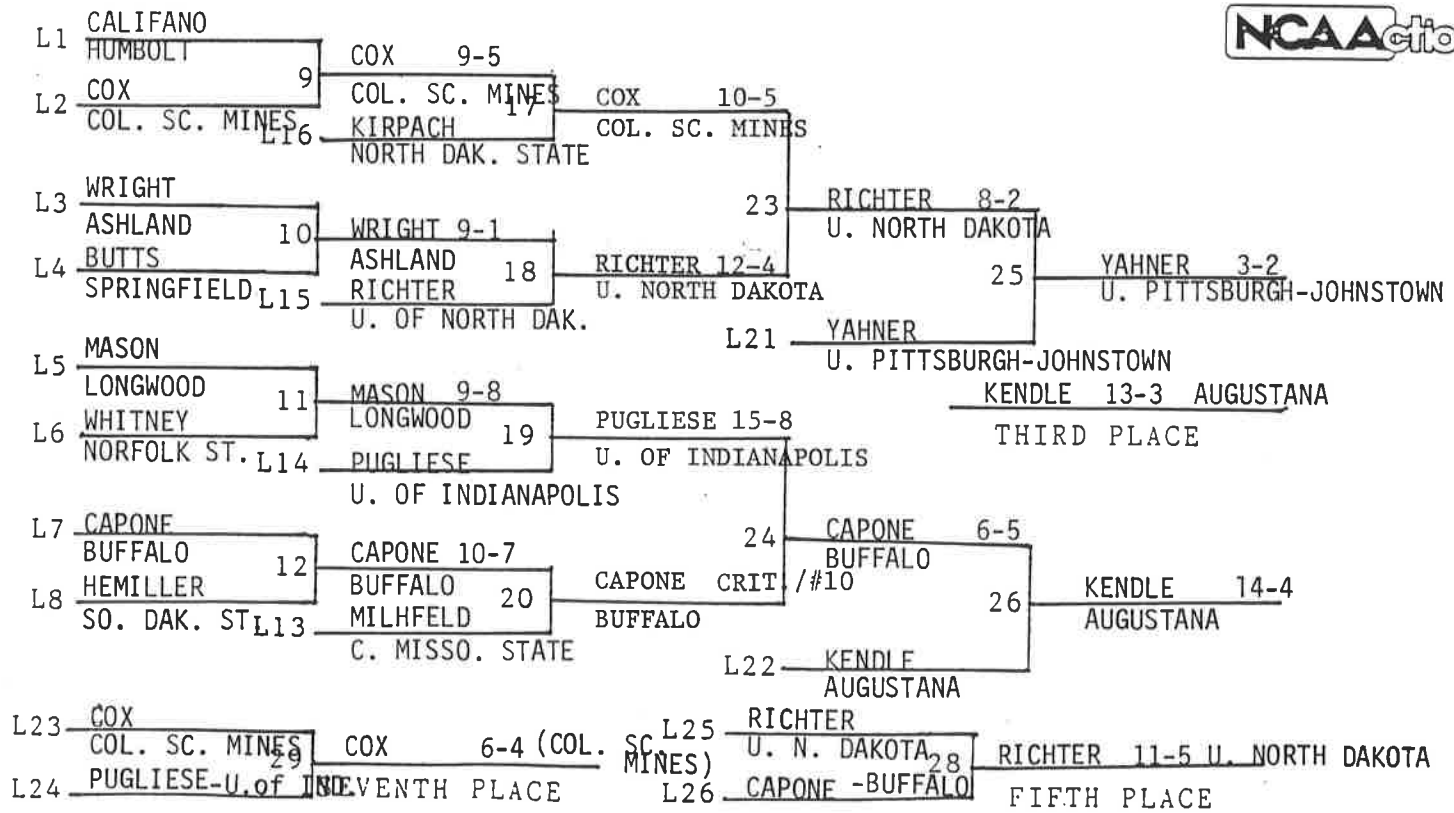 NCAActio
L1 CALIFANO
HUMBOLT
9
L2 COX
COL. SC. MINES
COX 9-5
COL. SC. MINES
17
L16 KIRPACH
NORTH DAK. STATE
COX 10-5
COL. SC. MINES
L3 WRIGHT
ASHLAND
10
L4 BUTTS
SPRINGFIELD
WRIGHT 9-1
ASHLAND
18
L15 RICHTER
U. OF NORTH DAK.
RICHTER 12-4
U. NORTH DAKOTA
23
RICHTER 8-2
U. NORTH DAKOTA
25
L21 YAHNER
U. PITTSBURGH-JOHNSTOWN
YAHNER 3-2
U. PITTSBURGH-JOHNSTOWN
KENDLE 13-3 AUGUSTANA
THIRD PLACE
L5 MASON
LONGWOOD
11
L6 WHITNEY
NORFOLK ST.
MASON 9-8
LONGWOOD
19
L14 PUGLIESE
U. OF INDIANAPOLIS
PUGLIESE 15-8
U. OF INDIANAPOLIS
L7 CAPONE
BUFFALO
12
L8 HEMILLER
SO. DAK. ST.
CAPONE 10-7
BUFFALO
20
L13 MILHFELD
C. MISSO. STATE
CAPONE CRIT /#10
BUFFALO
24
CAPONE 6-5
BUFFALO
26
L22 KENDLE
AUGUSTANA
KENDLE 14-4
AUGUSTANA
L23 COX
COL. SC. MINES
29
L24 PUGLIESE-U.of IND.
COX 6-4 (COL. SC. MINES)
SEVENTH PLACE
L25 RICHTER
U. N. DAKOTA
28
L26 CAPONE -BUFFALO
RICHTER 11-5 U. NORTH DAKOTA
FIFTH PLACE